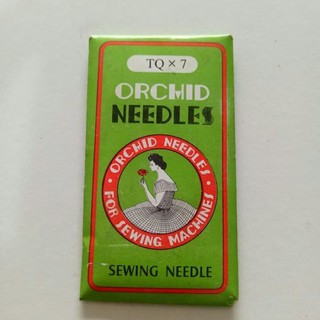 TQ × 7
ORCHID
NEEDLES
• ORCHID NEEDLES •
FOR SEWING MACHINES
SEWING NEEDLE